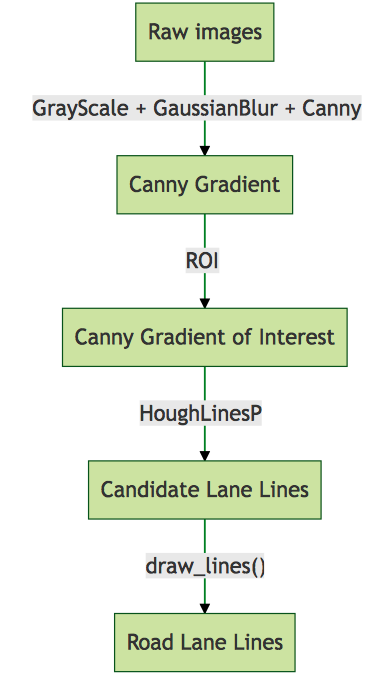 Raw images
GrayScale + GaussianBlur + Canny
Canny Gradient
ROI
Canny Gradient of Interest
HoughLinesP
Candidate Lane Lines
draw_lines()
Road Lane Lines